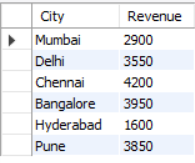 City Revenue
Mumbai 2900
Delhi 3550
Chennai 4200
Bangalore 3950
Hyderabad 1600
Pune 3850